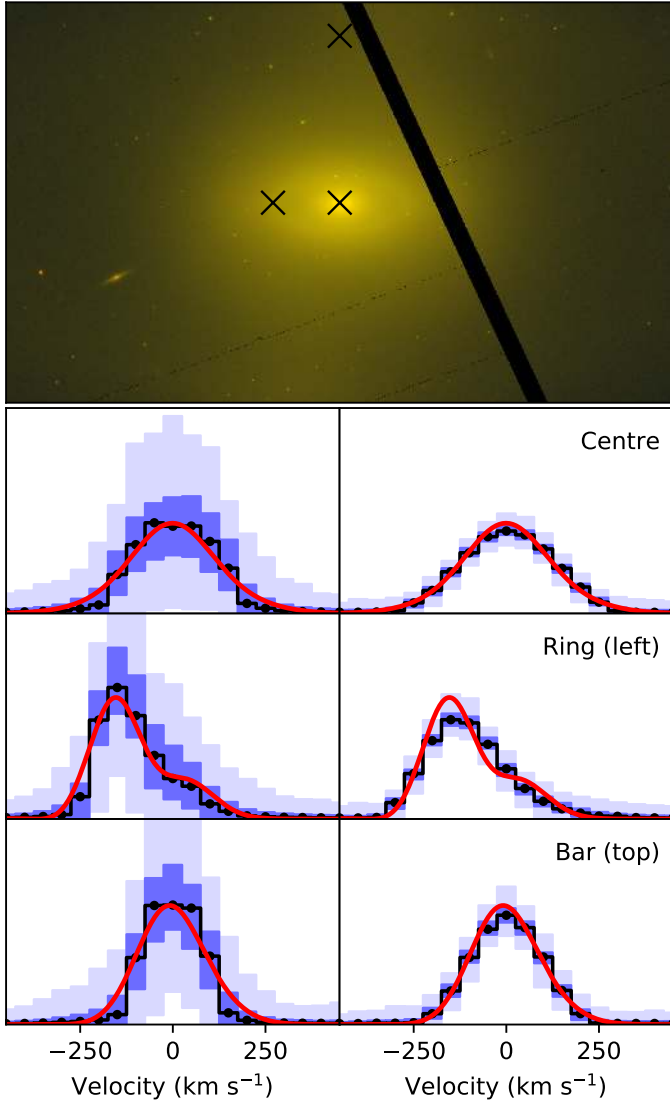 Centre
Ring (left)
Bar (top)
−250 0 250 −250 0 250
Velocity (km s⁻¹) Velocity (km s⁻¹)